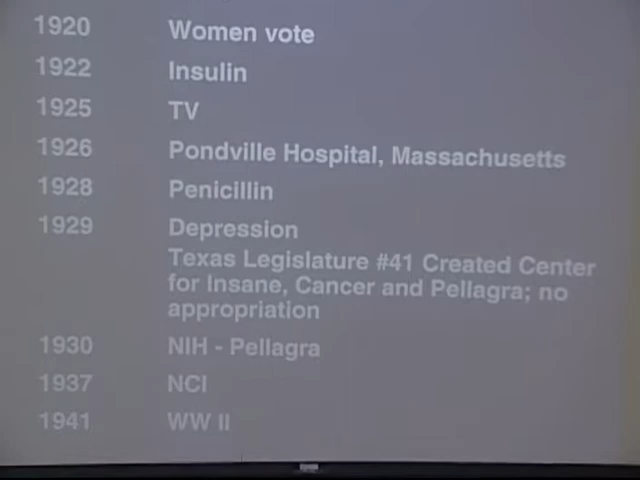 1920 Women vote
1922 Insulin
1925 TV
1926 Pondville Hospital, Massachusetts
1928 Penicillin
1929 Depression
Texas Legislature #41 Created Center
for Insane, Cancer and Pellagra; no
appropriation
1930 NIH - Pellagra
1937 NCI
1941 WW II